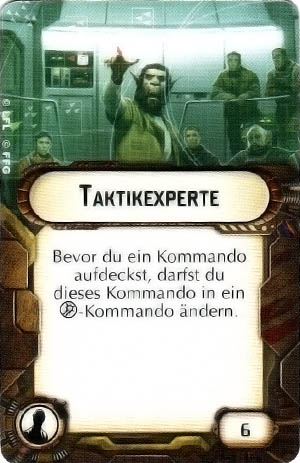 © LFL © FFG
TAKTIKEXPERTE
Bevor du ein Kommando
aufdeckst, darfst du
dieses Kommando in ein
-Kommando ändern.
6